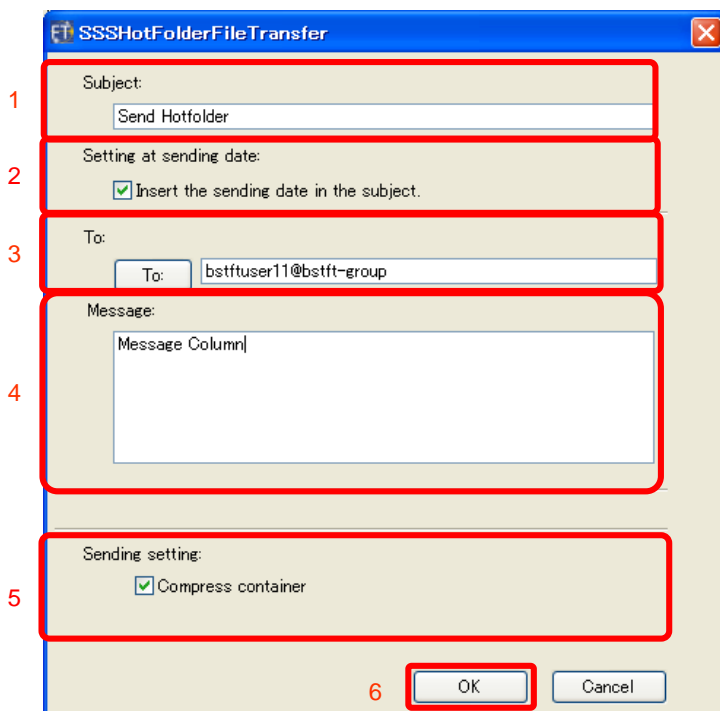 SSSHotFolderFileTransfer
1
Subject:
Send Hotfolder
2
Setting at sending date:
Insert the sending date in the subject.
3
To:
To: bstftuser11@bstft-group
4
Message:
Message Column
5
Sending setting:
Compress container
6
OK Cancel